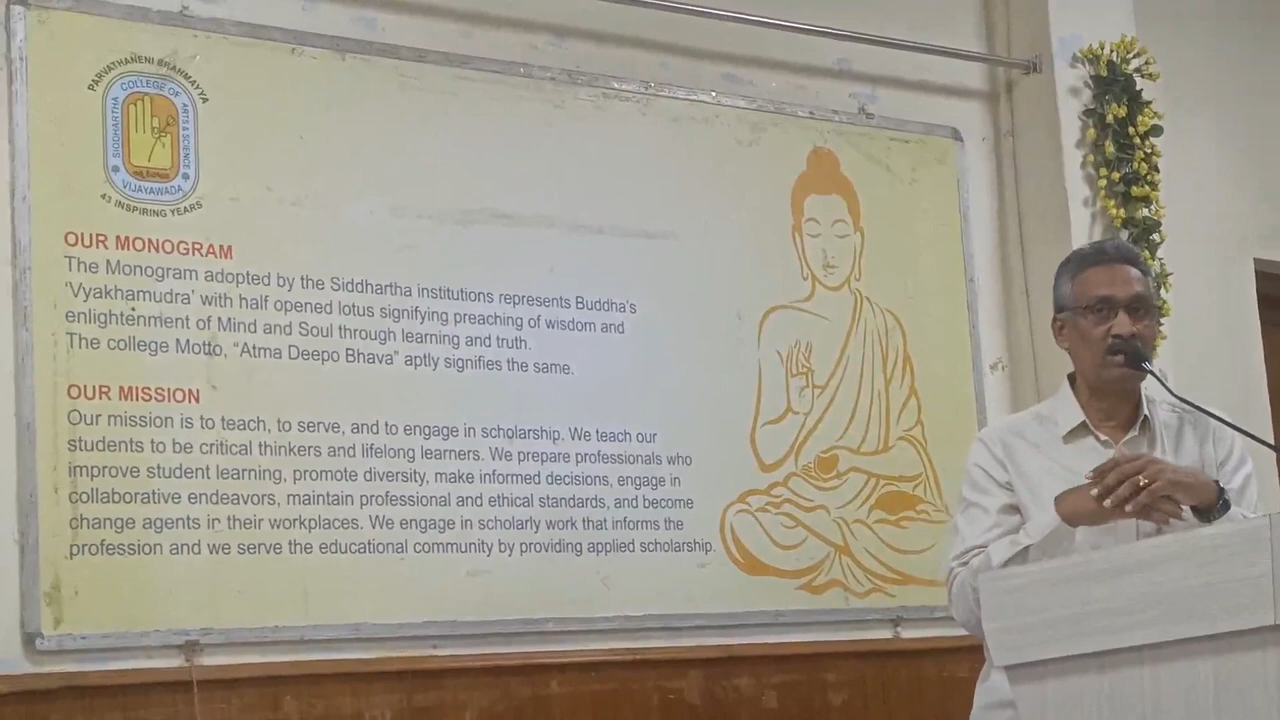 PARVATHANENI BRAHMAYYA
SIDDHARTHA COLLEGE OF ARTS & SCIENCE
VIJAYAWADA
43 INSPIRING YEARS
OUR MONOGRAM
The Monogram adopted by the Siddhartha institutions represents Buddha's
'Vyakhamudra' with half opened lotus signifying preaching of wisdom and
enlightenment of Mind and Soul through learning and truth.
The college Motto, "Atma Deepo Bhava" aptly signifies the same.
OUR MISSION
Our mission is to teach, to serve, and to engage in scholarship. We teach our
students to be critical thinkers and lifelong learners. We prepare professionals who
improve student learning, promote diversity, make informed decisions, engage in
collaborative endeavors, maintain professional and ethical standards, and become
change agents in their workplaces. We engage in scholarly work that informs the
profession and we serve the educational community by providing applied scholarship.